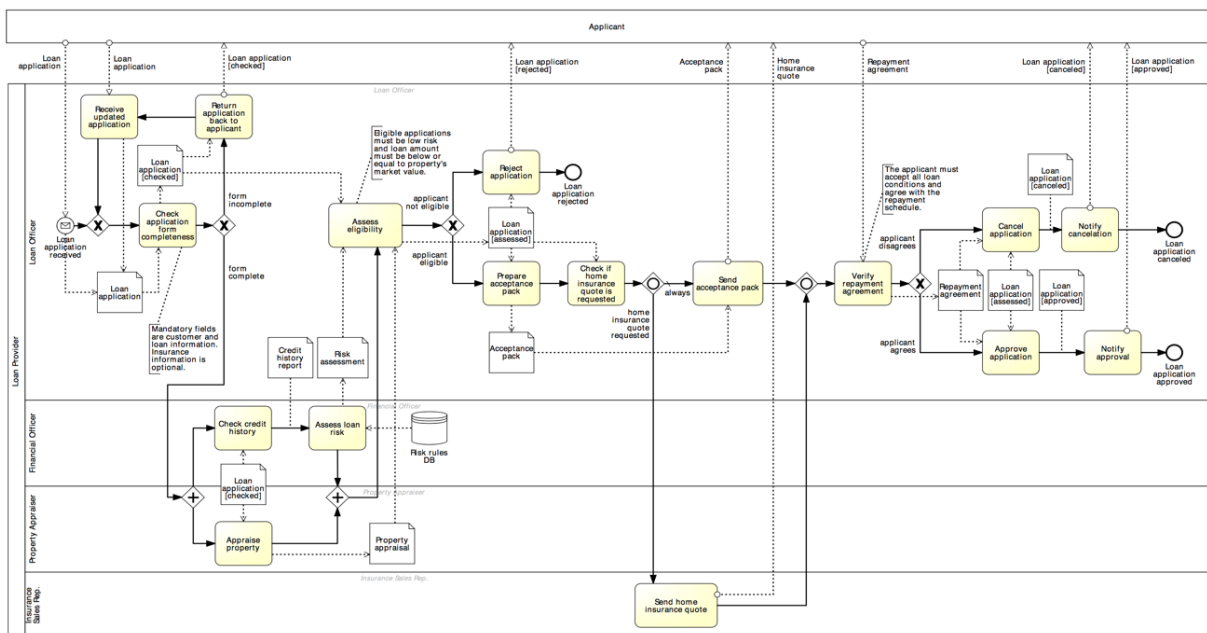 Applicant
Loan
application
Loan
application
Loan application
[checked]
Loan application
[rejected]
Acceptance
pack
Home
insurance
quote
Repayment
agreement
Loan application
[canceled]
Loan application
[approved]
Loan Provider
Loan Officer
Loan Officer
Receive
updated
application
Return
application
back to
applicant
Loan
application
[checked]
form
incomplete
Eligible applications
must be low risk
and loan amount
must be below or
equal to property's
market value.
Loan
application
received
Check
application
form
completeness
form
complete
Loan
application
Mandatory fields
are customer and
loan information.
Insurance
information is
optional.
Assess
eligibility
applicant
not eligible
applicant
eligible
Reject
application
Loan
application
rejected
Loan
application
[assessed]
Prepare
acceptance
pack
Acceptance
pack
Check if
home
insurance
quote is
requested
always
home
insurance
quote
requested
Send
acceptance pack
The applicant must
accept all loan
conditions and
agree with the
repayment
schedule.
Verify
repayment
agreement
applicant
disagrees
applicant
agrees
Repayment
agreement
Cancel
application
Loan
application
[canceled]
Notify
cancelation
Loan
application
canceled
Loan
application
[assessed]
Loan
application
[approved]
Approve
application
Notify
approval
Loan
application
approved
Credit
history
report
Risk
assessment
Financial Officer
Financial Officer
Check credit
history
Assess loan
risk
Risk rules
DB
Loan
application
[checked]
Property Appraiser
Property Appraiser
Appraise
property
Property
appraisal
Insurance
Sales Rep.
Insurance Sales Rep.
Send home
insurance quote